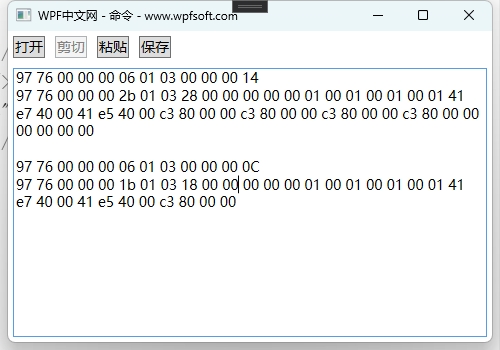 WPF中文网 - 命令 - www.wpfsoft.com
打开 剪切 粘贴 保存
97 76 00 00 00 06 01 03 00 00 00 14
97 76 00 00 00 2b 01 03 28 00 00 00 00 00 00 01 00 01 00 01 00 01 41
e7 40 00 41 e5 40 00 c3 80 00 00 c3 80 00 00 c3 80 00 00 c3 80 00 00
00 00 00 00
97 76 00 00 00 06 01 03 00 00 00 0C
97 76 00 00 00 1b 01 03 18 00 00 00 00 00 00 01 00 01 00 01 00 01 41
e7 40 00 41 e5 40 00 c3 80 00 00